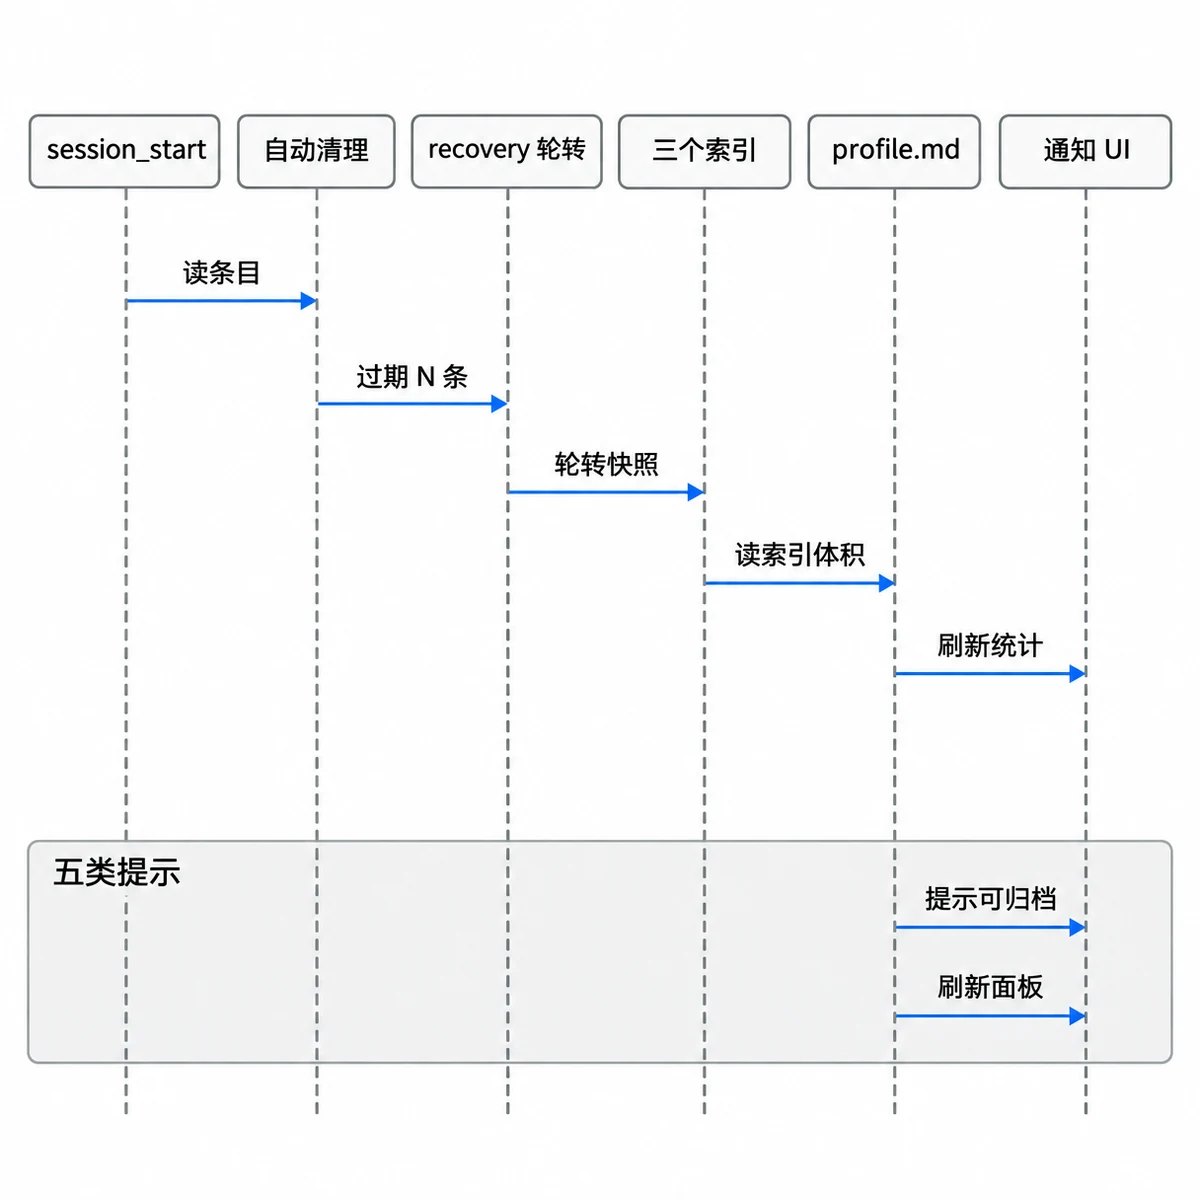 session_start
自动清理
recovery 轮转
三个索引
profile.md
通知 UI
读条目
过期 N 条
轮转快照
读索引体积
刷新统计
五类提示
提示可归档
刷新面板